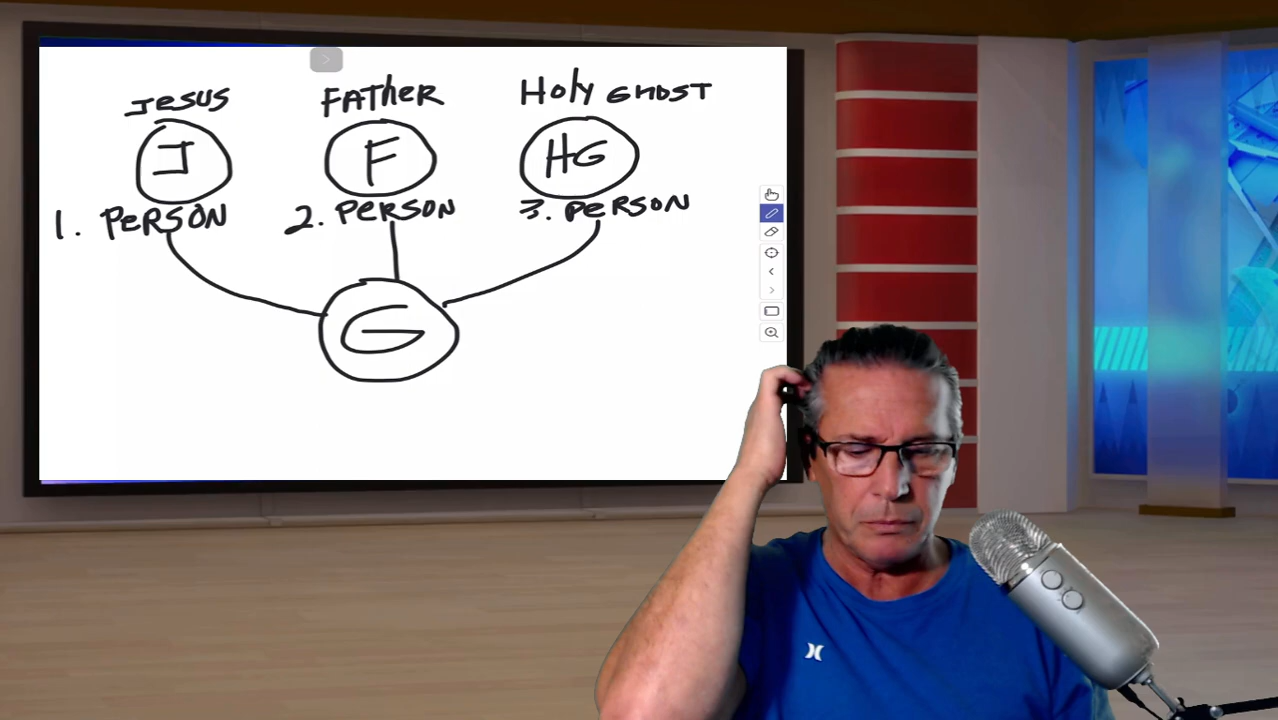 Jesus FATher Holy GHOST
J F HG
1. PeRSON 2. PeRSON 3. PeRSON
G